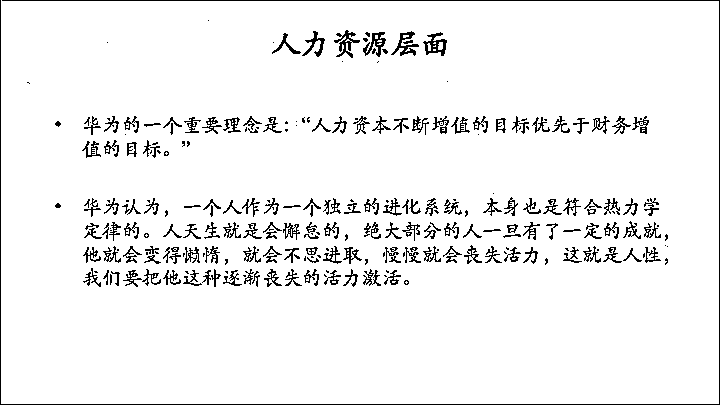 人力资源层面
• 华为的一个重要理念是：“人力资本不断增值的目标优先于财务增
值的目标。”
• 华为认为，一个人作为一个独立的进化系统，本身也是符合热力学
定律的。人天生就是会懈怠的，绝大部分的人一旦有了一定的成就，
他就会变得懒惰，就会不思进取，慢慢就会丧失活力，这就是人性，
我们要把他这种逐渐丧失的活力激活。